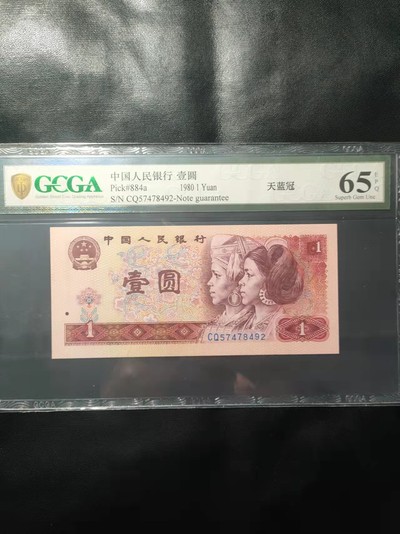 GCGA
中国人民银行 壹圆
Pick#884a 1980 1 Yuan
S/N CQ57478492-Note guarantee
天蓝冠
65
EPQ
Superb Gem Unc
中国人民银行
壹圆
1
1
1
CQ57478492